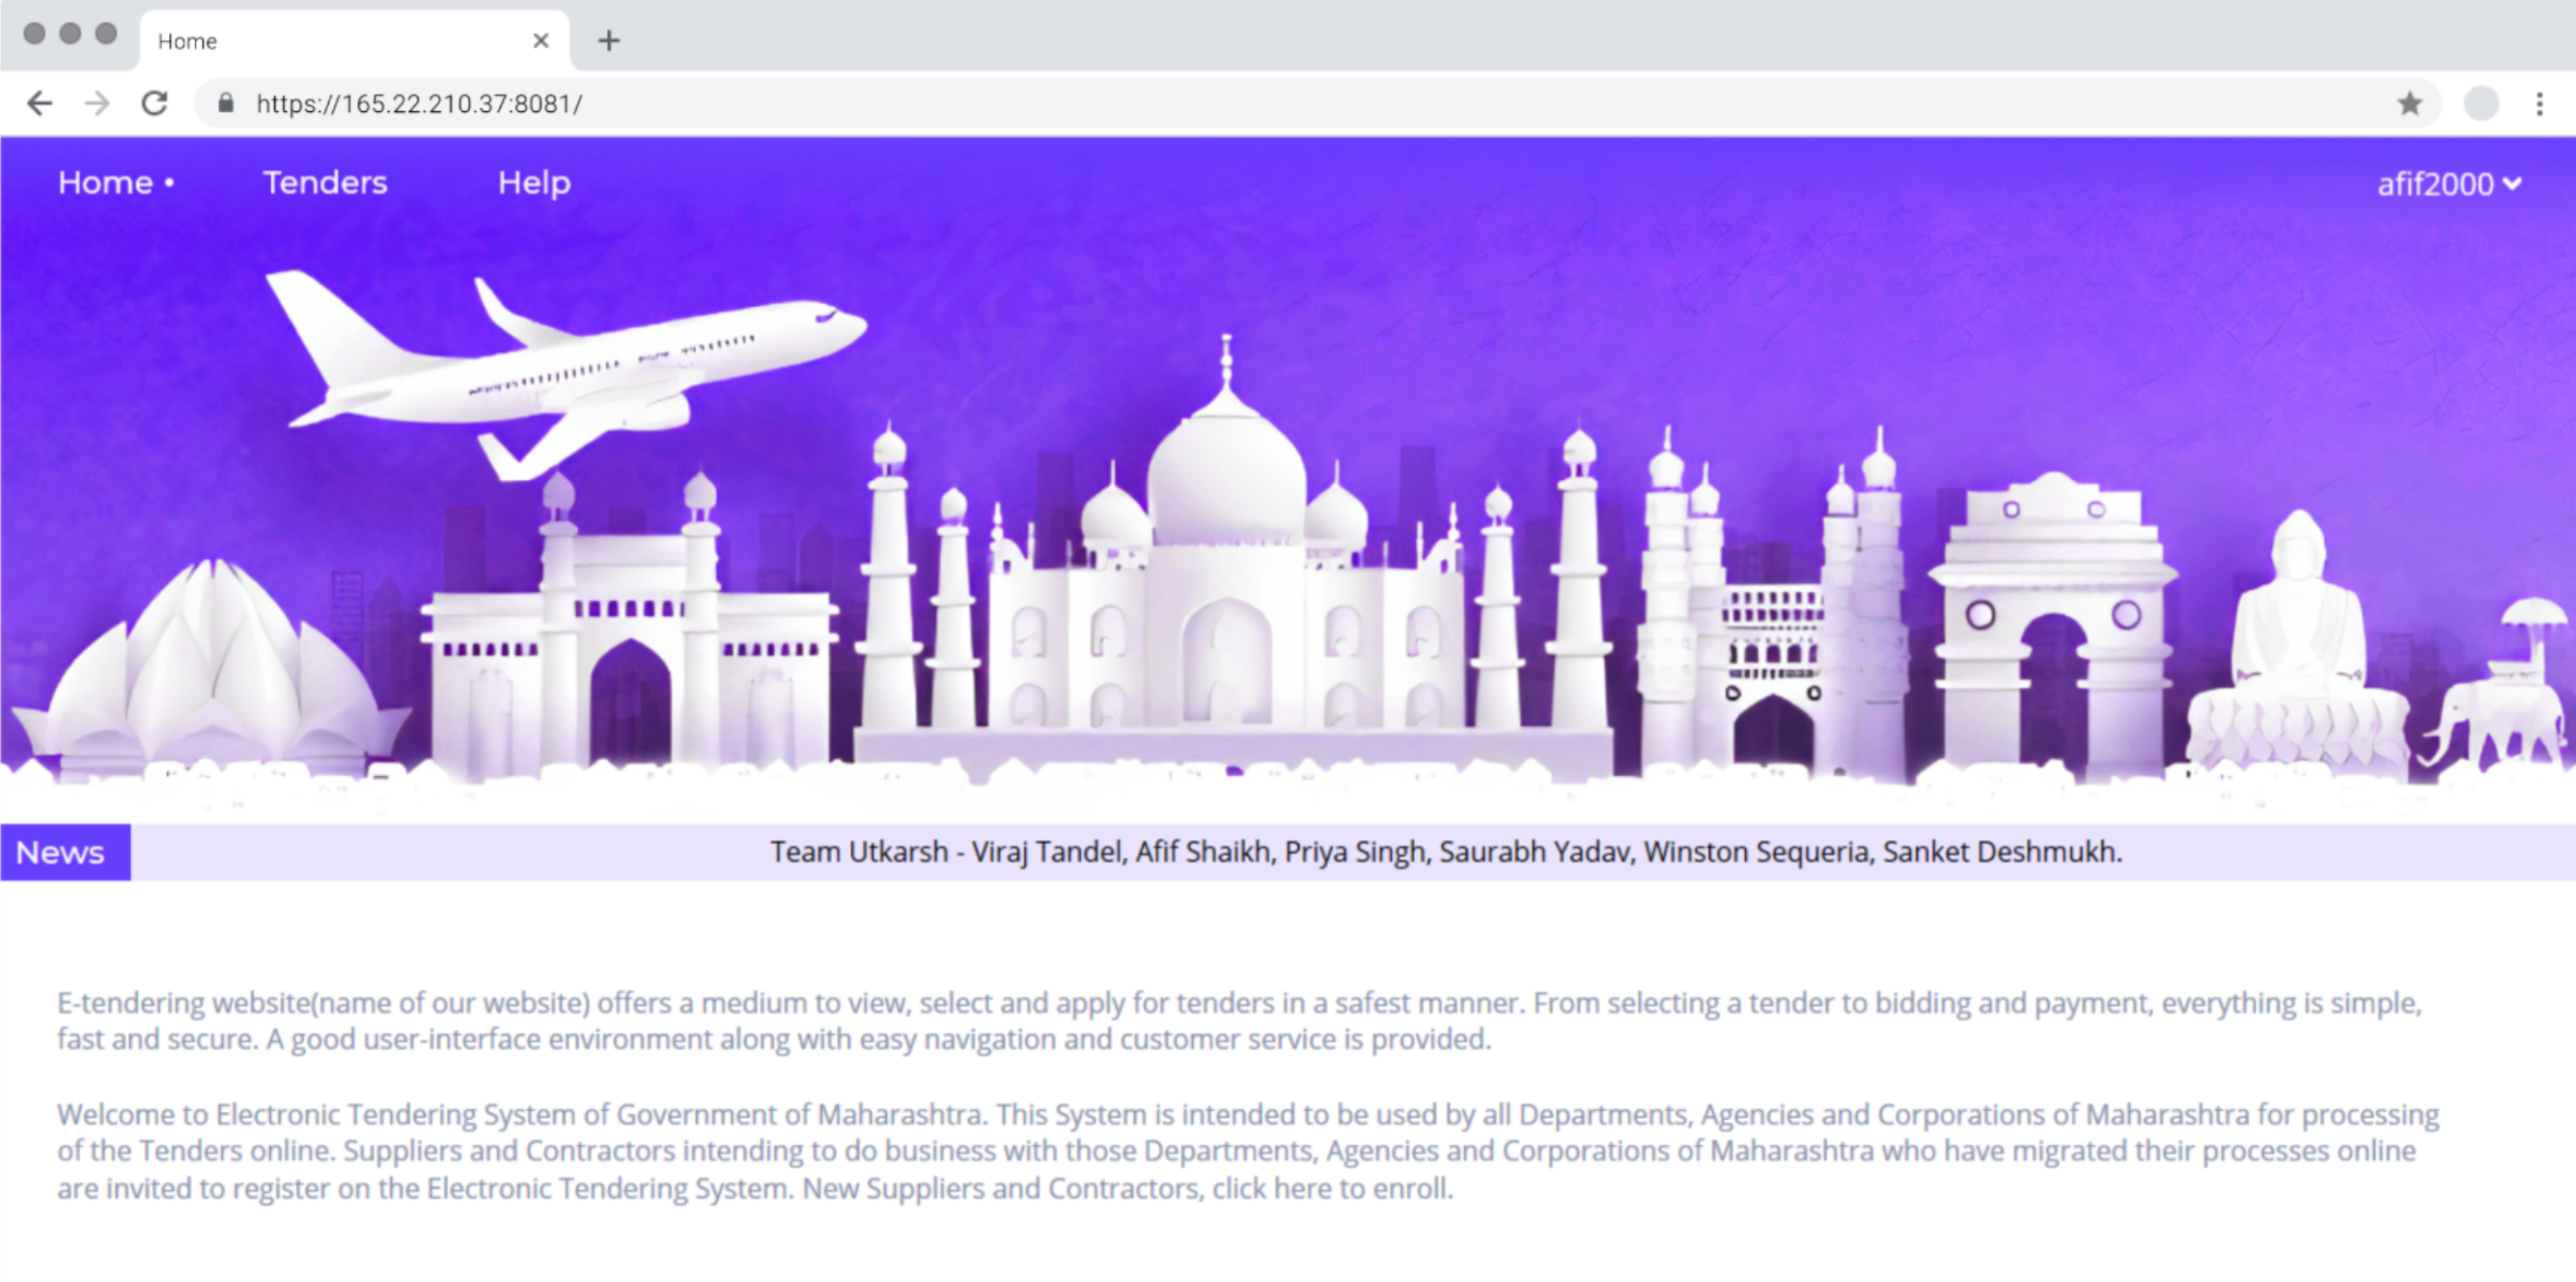 Home
https://165.22.210.37:8081/
Home • Tenders Help afif2000
News Team Utkarsh - Viraj Tandel, Afif Shaikh, Priya Singh, Saurabh Yadav, Winston Sequeria, Sanket Deshmukh.
E-tendering website(name of our website) offers a medium to view, select and apply for tenders in a safest manner. From selecting a tender to bidding and payment, everything is simple,
fast and secure. A good user-interface environment along with easy navigation and customer service is provided.
Welcome to Electronic Tendering System of Government of Maharashtra. This System is intended to be used by all Departments, Agencies and Corporations of Maharashtra for processing
of the Tenders online. Suppliers and Contractors intending to do business with those Departments, Agencies and Corporations of Maharashtra who have migrated their processes online
are invited to register on the Electronic Tendering System. New Suppliers and Contractors, click here to enroll.